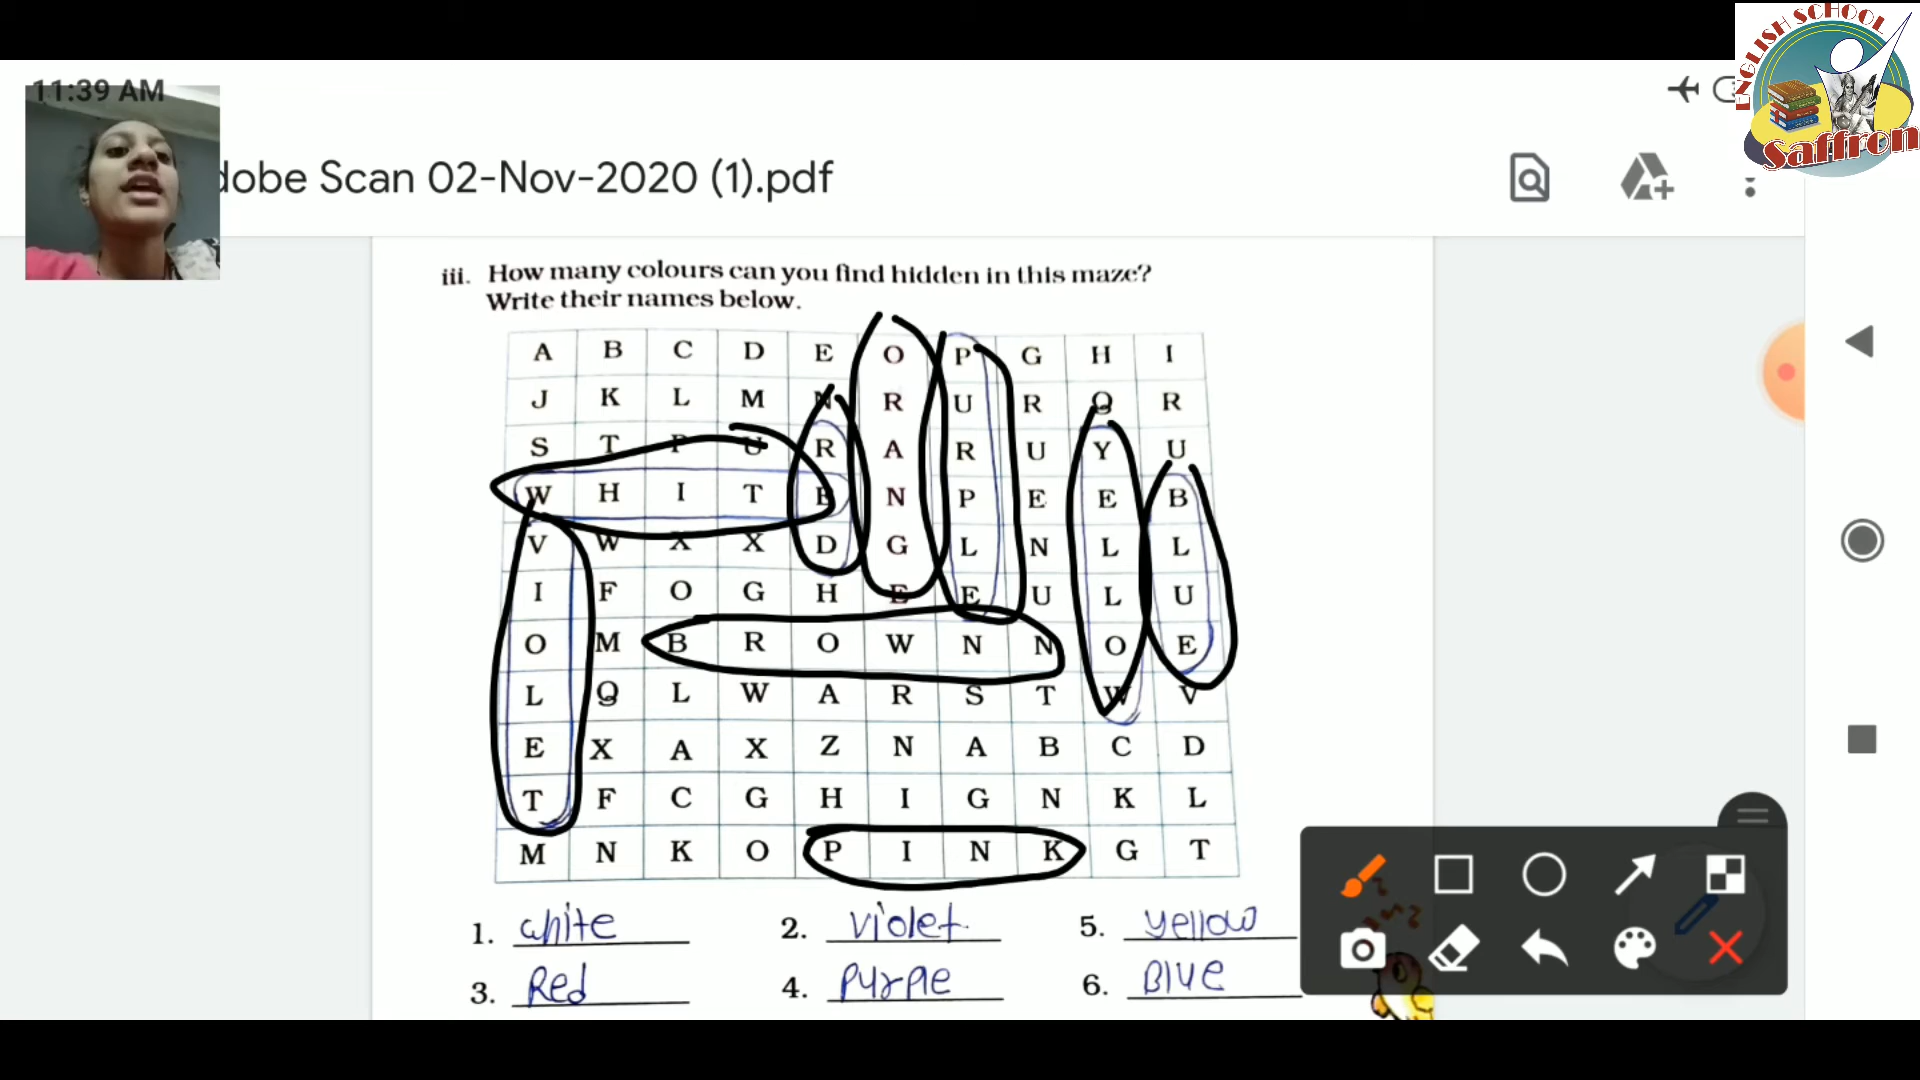 ENGLISH SCHOOL
Saffron
11:39 AM
dobe Scan 02-Nov-2020 (1).pdf
iii. How many colours can you find hidden in this maze?
Write their names below.
A B C D E O P G H I
J K L M N R U R Q R
S T P U R A R U Y U
W H I T E N P E E B
V W X X D G L N L L
I F O G H E E U L U
O M B R O W N N O E
L Q L W A R S T W V
E X A X Z N A B C D
T F C G H I G N K L
M N K O P I N K G T
1. white 2. violet 5. yellow
3. Red 4. Purple 6. Blue